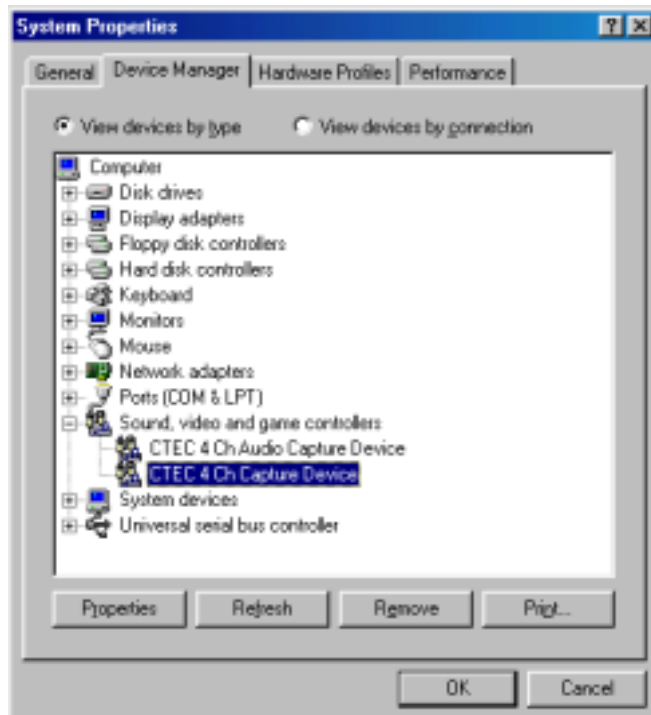 System Properties
General Device Manager Hardware Profiles Performance
View devices by type View devices by connection
Computer
Disk drives
Display adapters
Floppy disk controllers
Hard disk controllers
Keyboard
Monitors
Mouse
Network adapters
Ports (COM & LPT)
Sound, video and game controllers
CTEC 4 Ch Audio Capture Device
CTEC 4 Ch Capture Device
System devices
Universal serial bus controller
Properties Refresh Remove Print...
OK Cancel